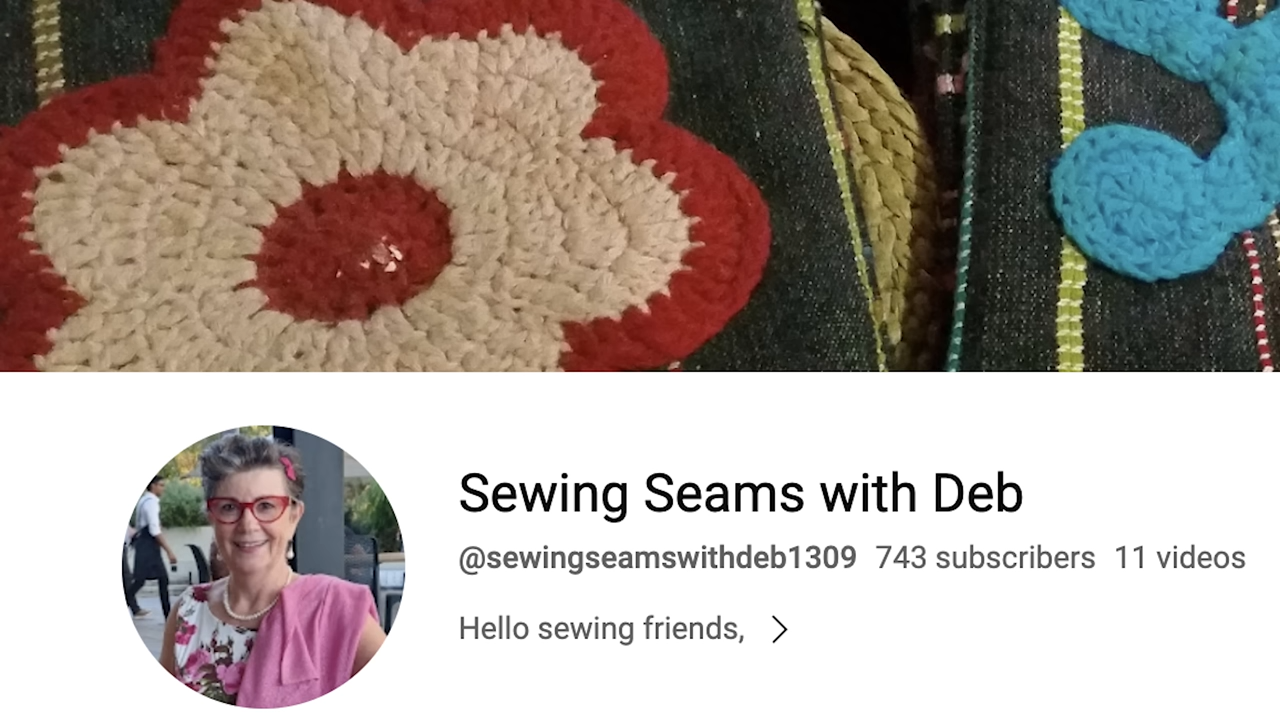 Sewing Seams with Deb
@sewingseamswithdeb1309 743 subscribers 11 videos
Hello sewing friends,